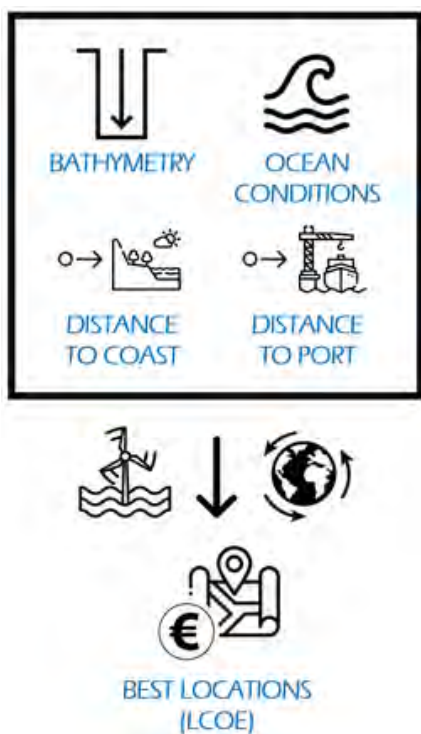 BATHYMETRY
OCEAN
CONDITIONS
DISTANCE
TO COAST
DISTANCE
TO PORT
€
BEST LOCATIONS
(LCOE)